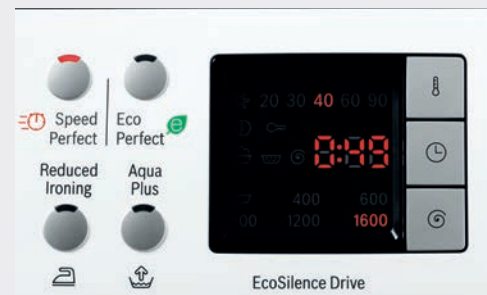 Speed
Perfect
Eco
Perfect
e
Reduced
Ironing
Aqua
Plus
20 30 40 60 90
0:49
400 600
00 1200 1600
EcoSilence Drive